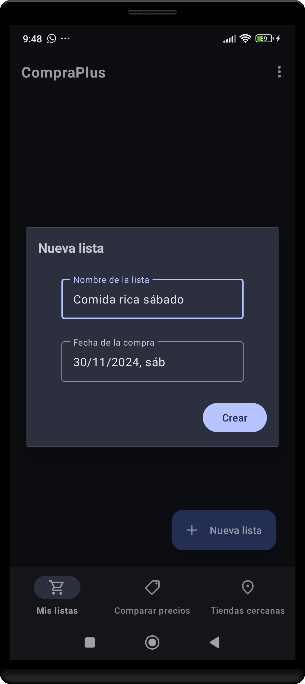 9:48
CompraPlus
Nueva lista
Nombre de la lista
Comida rica sábado
Fecha de la compra
30/11/2024, sáb
Crear
Nueva lista
Mis listas
Comparar precios
Tiendas cercanas